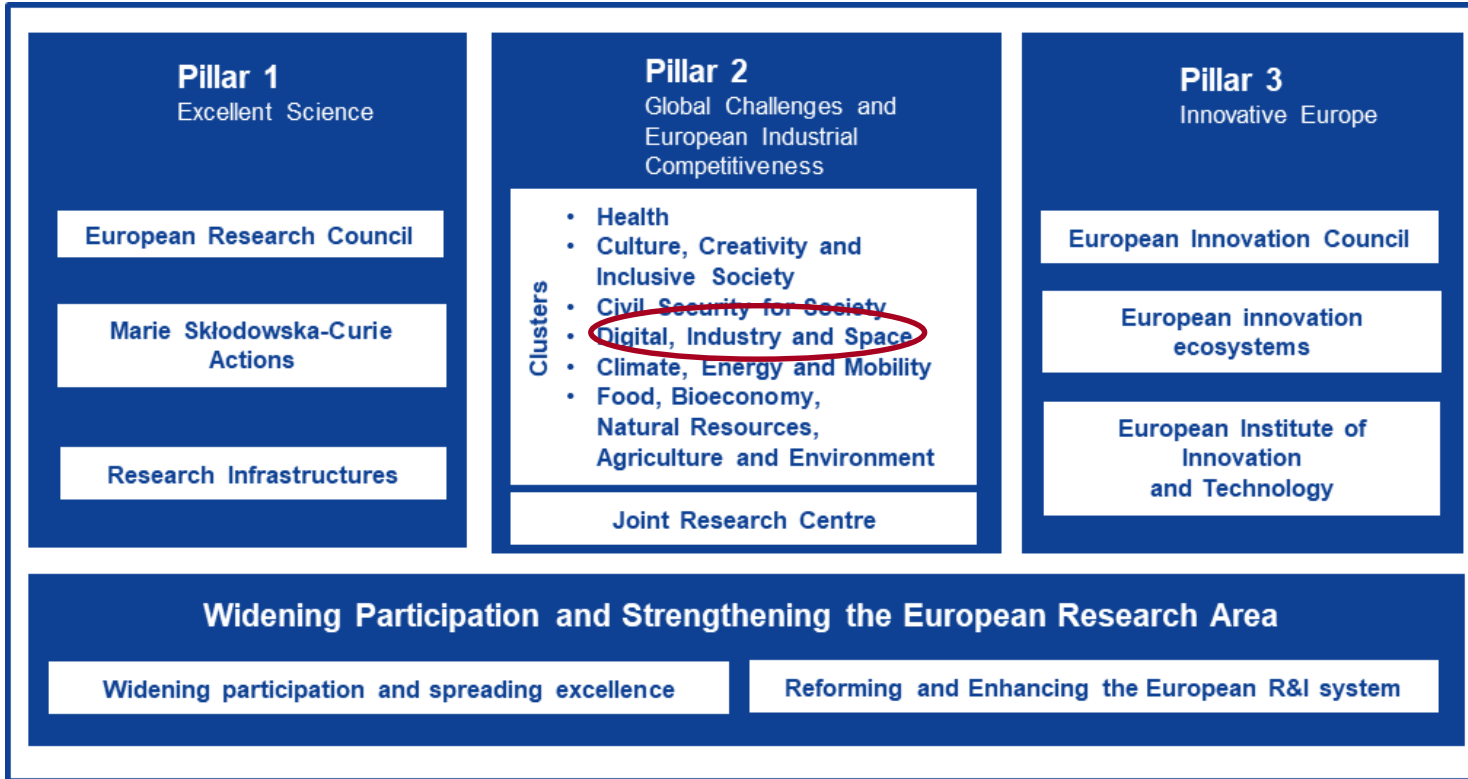 Pillar 1
Excellent Science
European Research Council
Marie Skłodowska-Curie
Actions
Research Infrastructures
Pillar 2
Global Challenges and
European Industrial
Competitiveness
Clusters
• Health
• Culture, Creativity and
Inclusive Society
• Civil Security for Society
• Digital, Industry and Space
• Climate, Energy and Mobility
• Food, Bioeconomy,
Natural Resources,
Agriculture and Environment
Joint Research Centre
Pillar 3
Innovative Europe
European Innovation Council
European innovation
ecosystems
European Institute of
Innovation
and Technology
Widening Participation and Strengthening the European Research Area
Widening participation and spreading excellence
Reforming and Enhancing the European R&I system